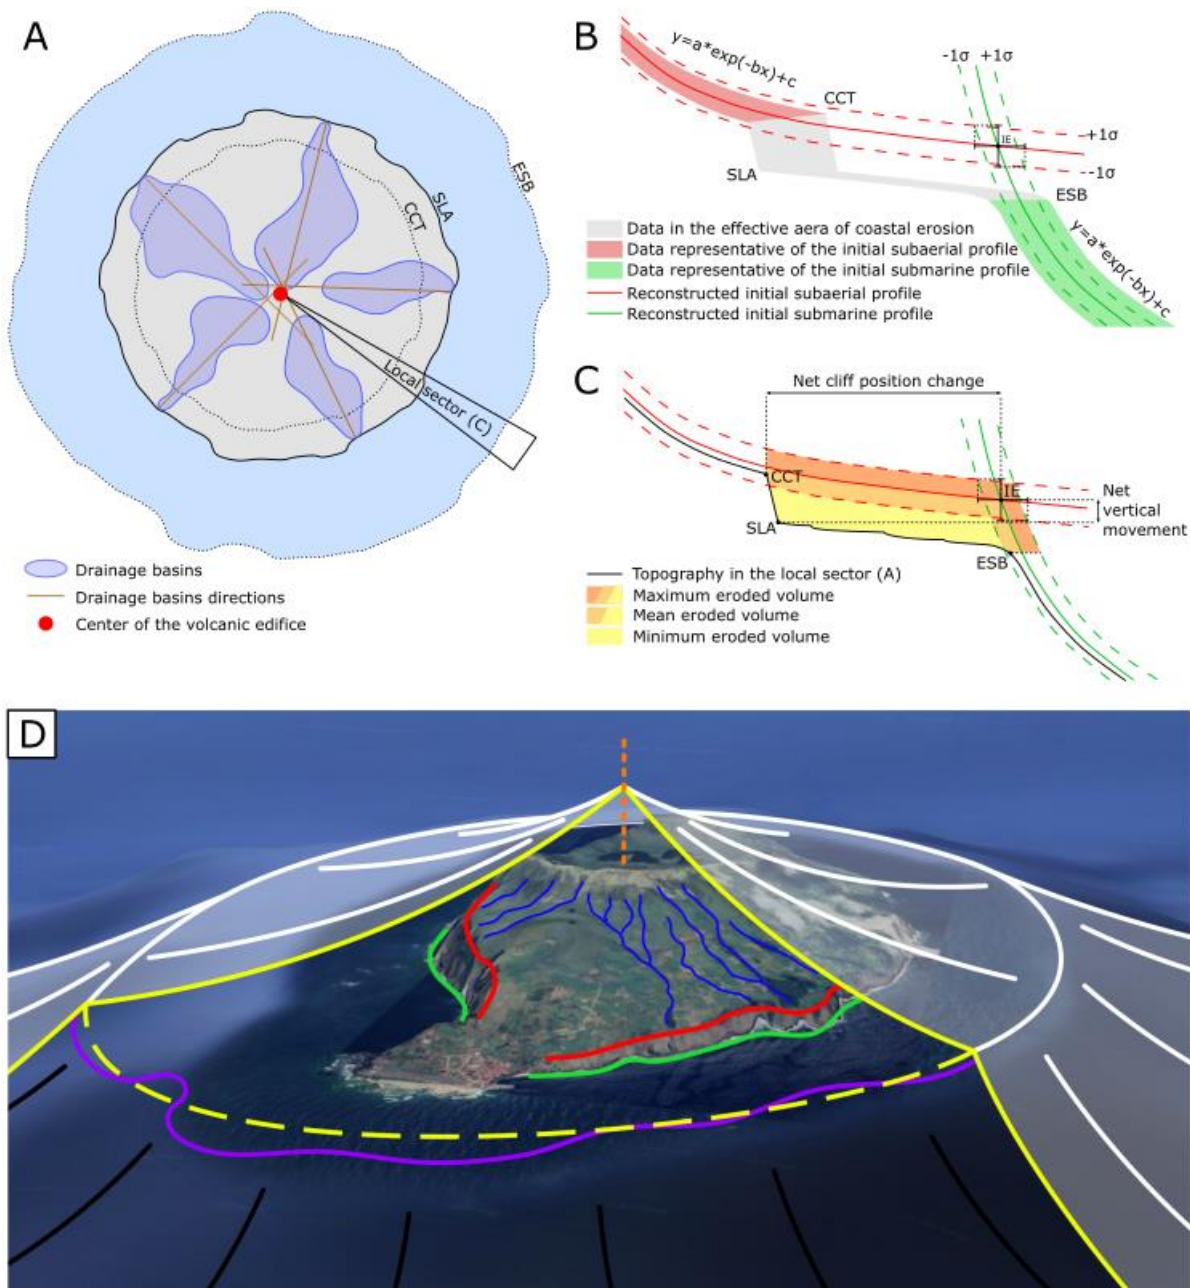 A
ESB
SLA
CCT
Local sector (C)
Drainage basins
Drainage basins directions
Center of the volcanic edifice
B
y=a*exp(-bx)+c
-1σ +1σ
CCT
+1σ
IE
--1σ
SLA
ESB
y=a*exp(-bx)+c
Data in the effective aera of coastal erosion
Data representative of the initial subaerial profile
Data representative of the initial submarine profile
Reconstructed initial subaerial profile
Reconstructed initial submarine profile
C
Net cliff position change
CCT
IE
Net
vertical
movement
SLA
ESB
Topography in the local sector (A)
Maximum eroded volume
Mean eroded volume
Minimum eroded volume
D